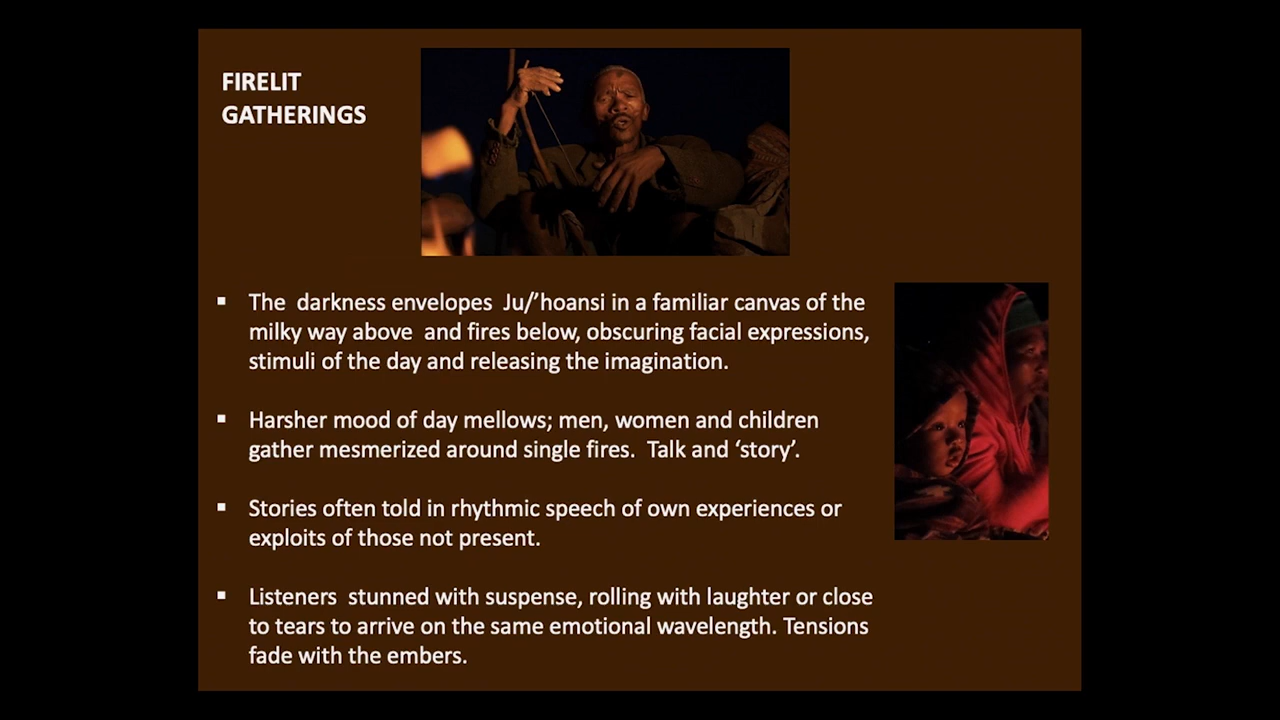 FIRELIT
GATHERINGS
▪ The darkness envelopes Ju/’hoansi in a familiar canvas of the
milky way above and fires below, obscuring facial expressions,
stimuli of the day and releasing the imagination.
▪ Harsher mood of day mellows; men, women and children
gather mesmerized around single fires. Talk and ‘story’.
▪ Stories often told in rhythmic speech of own experiences or
exploits of those not present.
▪ Listeners stunned with suspense, rolling with laughter or close
to tears to arrive on the same emotional wavelength. Tensions
fade with the embers.